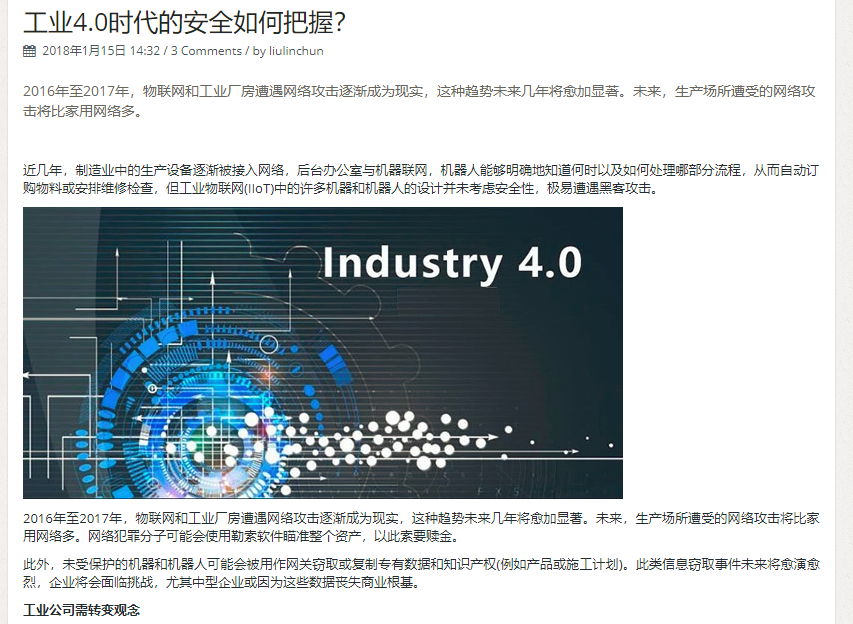 工业4.0时代的安全如何把握？
2018年1月15日 14:32 / 3 Comments / by liulinchun
2016年至2017年，物联网和工业厂房遭遇网络攻击逐渐成为现实，这种趋势未来几年将愈加显著。未来，生产场所遭受的网络攻
击将比家用网络多。
近几年，制造业中的生产设备逐渐被接入网络，后台办公室与机器联网，机器人能够明确地知道何时以及如何处理哪部分流程，从而自动订
购物料或安排维修检查，但工业物联网(IIoT)中的许多机器和机器人的设计并未考虑安全性，极易遭遇黑客攻击。
Industry 4.0
2016年至2017年，物联网和工业厂房遭遇网络攻击逐渐成为现实，这种趋势未来几年将愈加显著。未来，生产场所遭受的网络攻击将比家
用网络多。网络犯罪分子可能会使用勒索软件瞄准整个资产，以此索要赎金。
此外，未受保护的机器和机器人可能会被用作网关窃取或复制专有数据和知识产权(例如产品或施工计划)。此类信息窃取事件未来将愈演愈
烈，企业将会面临挑战，尤其中型企业或因为这些数据丧失商业根基。
工业公司需转变观念